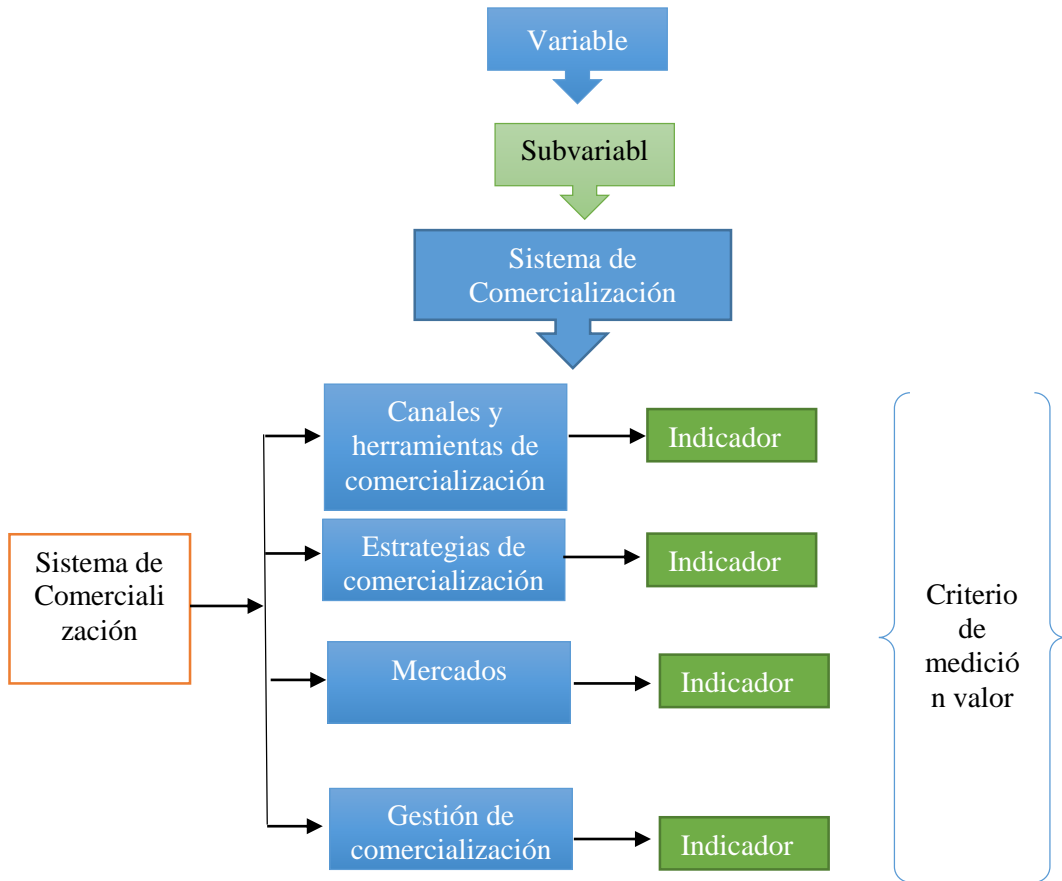 Variable
Subvariabl
Sistema de
Comercialización
Canales y
herramientas de
comercialización
Indicador
Estrategias de
comercialización
Indicador
Sistema de
Comerciali
zación
Mercados
Indicador
Gestión de
comercialización
Indicador
Criterio
de
medició
n valor